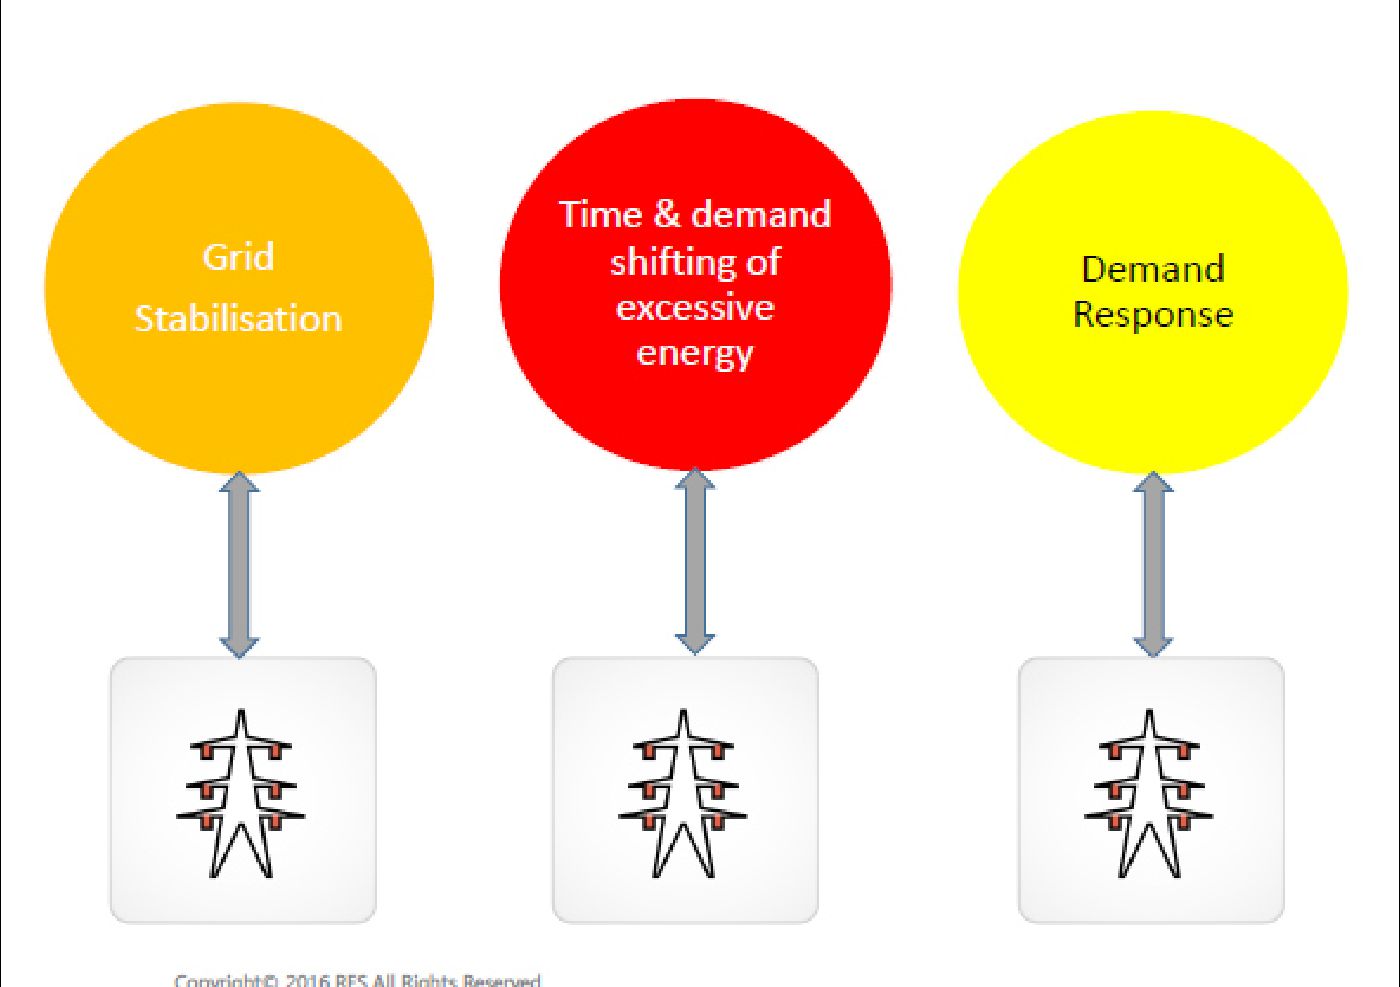 Grid
Stabilisation
Time & demand
shifting of
excessive
energy
Demand
Response
Copyright© 2016 RES All Rights Reserved